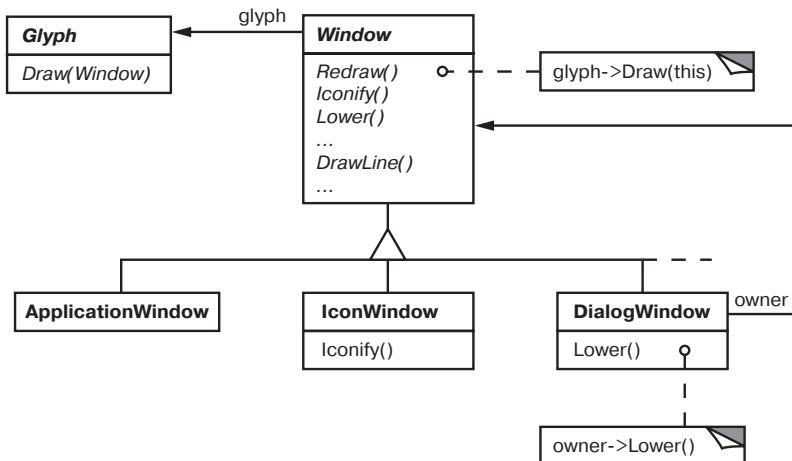 glyph
Glyph
Draw(Window)
Window
Redraw()
Iconify()
Lower()
...
DrawLine()
...
glyph->Draw(this)
ApplicationWindow
IconWindow
Iconify()
DialogWindow
Lower()
owner
owner->Lower()